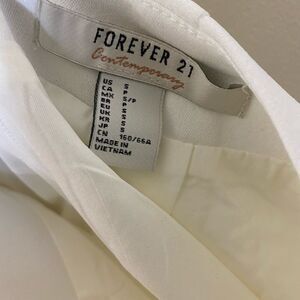 FOREVER 21
Contemporary
US S
CA P
MX S/P
BR P
EU S
UK S
KR S
JP S
CN 160/66A
MADE IN
VIETNAM